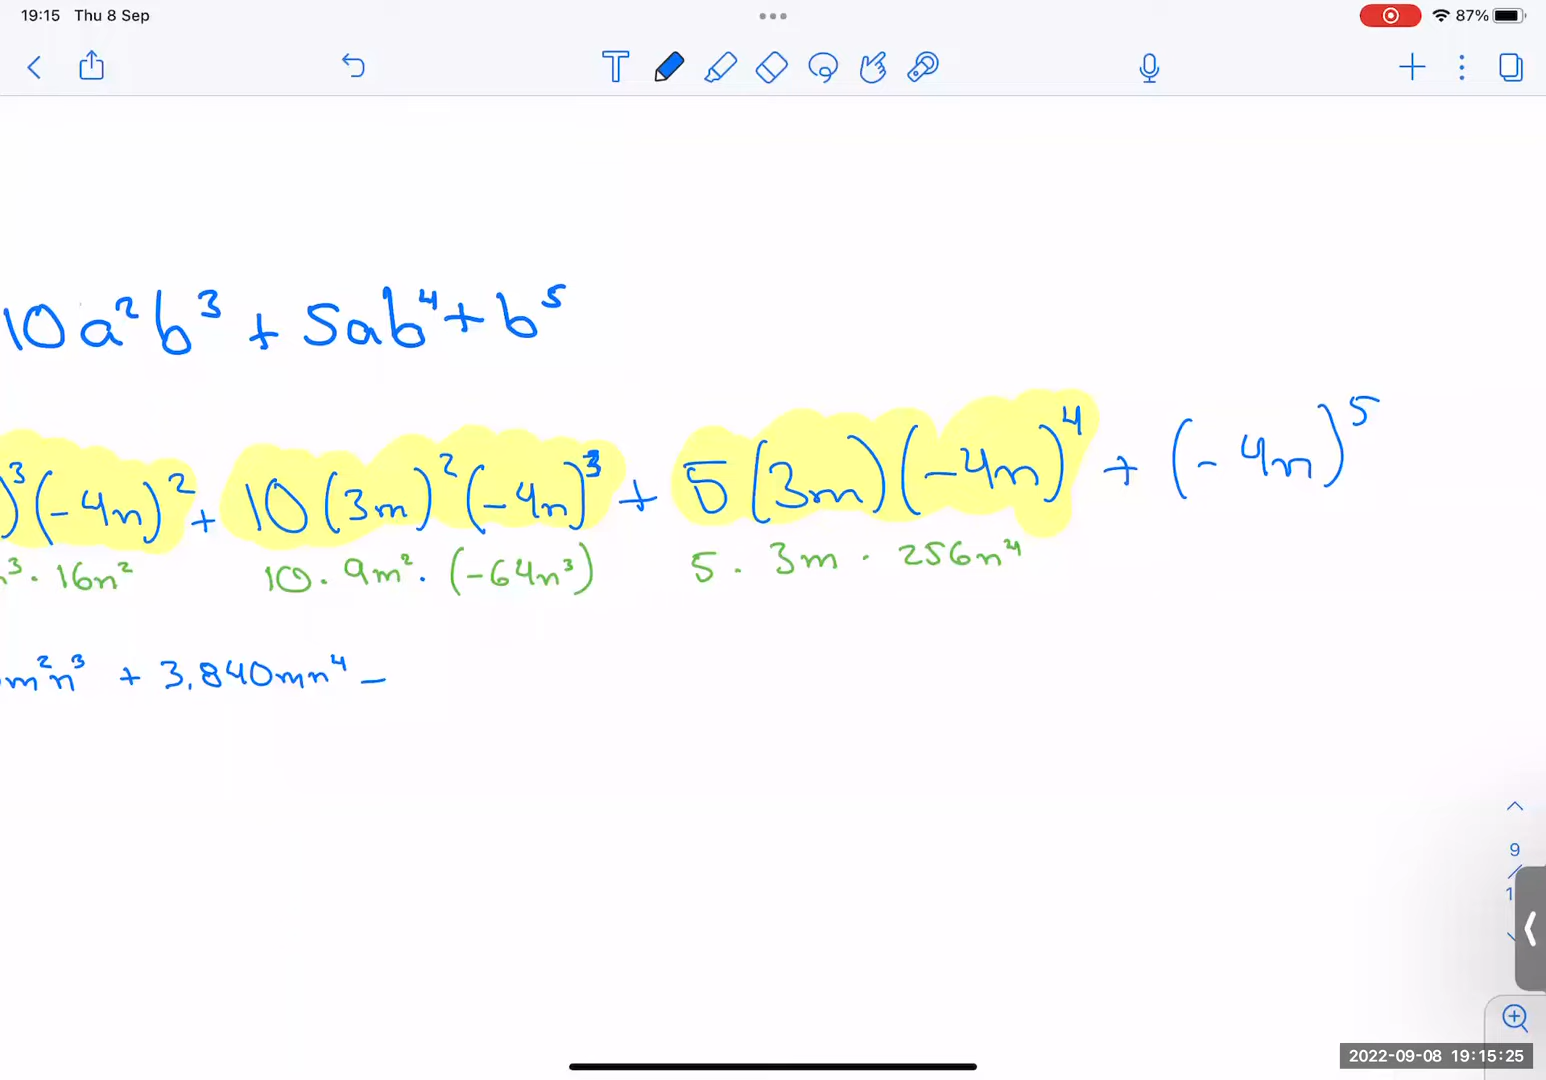 19:15 Thu 8 Sep 87%
T
10a²b³ + 5ab⁴ + b⁵
)³(-4n)² + 10(3m)²(-4n)³ + 5(3m)(-4n)⁴ + (-4n)⁵
³ · 16n² 10 · 9m² · (-64n³) 5 · 3m · 256n⁴
m²n³ + 3.840mn⁴ -
9
/
1
2022-09-08 19:15:25